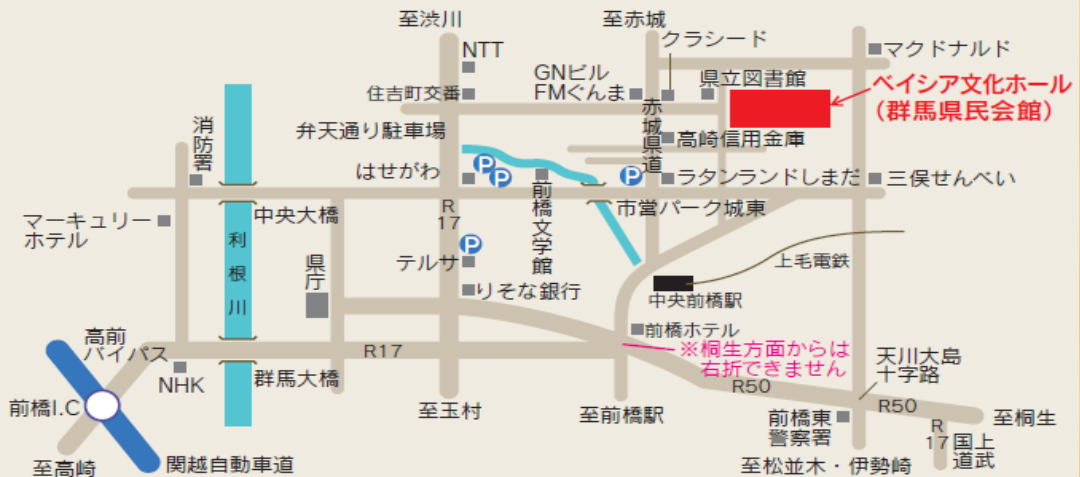 至渋川
至赤城
クラシード
NTT
マクドナルド
GNビル
FMぐんま
県立図書館
ベイシア文化ホール
(群馬県民会館)
住吉町交番
赤城県道
弁天通り駐車場
消防署
高崎信用金庫
はせがわ
P
P
P
前橋文学館
ラタンランドしまだ
三俣せんべい
マーキュリー
ホテル
中央大橋
R
17
市営パーク城東
利根川
県庁
P
テルサ
上毛電鉄
りそな銀行
中央前橋駅
前橋ホテル
高前
バイパス
R17
※桐生方面からは
右折できません
天川大島
十字路
NHK
群馬大橋
R50
前橋I.C
至玉村
至前橋駅
前橋東
警察署
R50
至桐生
R
17
国上
道武
至高崎
関越自動車道
至松並木・伊勢崎